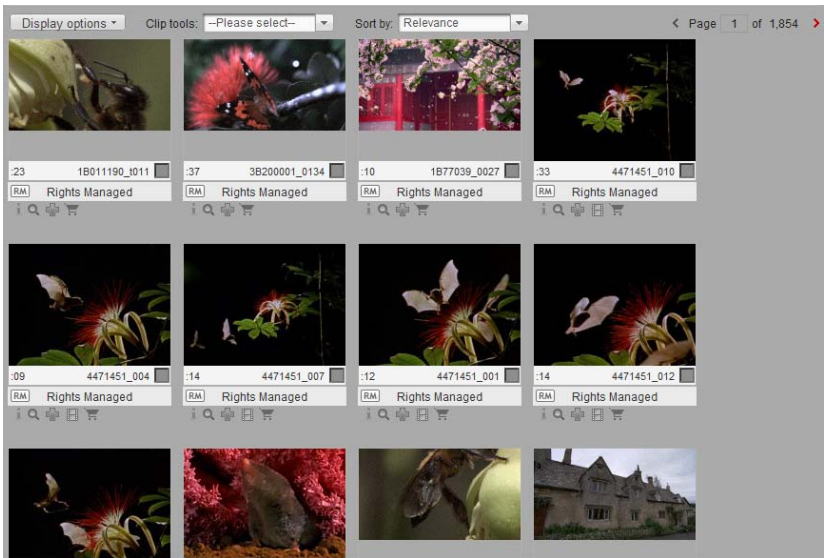 Display options Clip tools: --Please select-- Sort by: Relevance Page 1 of 1,854
:23 1B011190_t011 :37 3B200001_0134 :10 1B77039_0027 :33 4471451_010
RM Rights Managed RM Rights Managed RM Rights Managed RM Rights Managed
:09 4471451_004 :14 4471451_007 :12 4471451_001 :14 4471451_012
RM Rights Managed RM Rights Managed RM Rights Managed RM Rights Managed